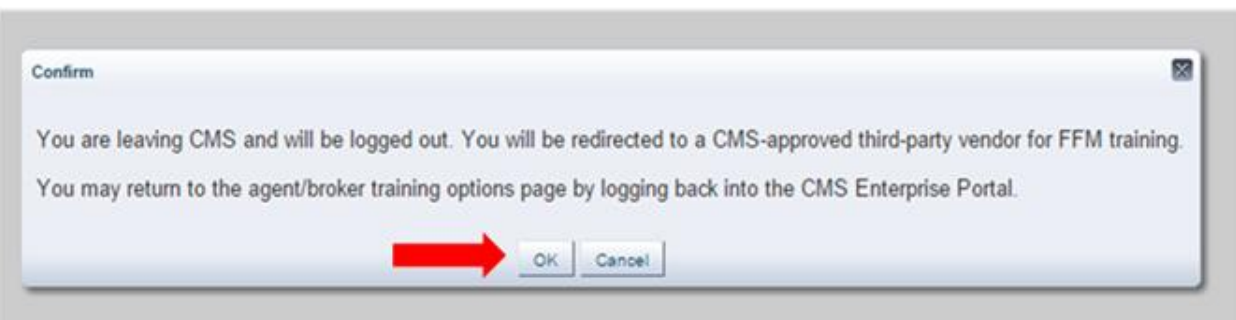 Confirm
You are leaving CMS and will be logged out. You will be redirected to a CMS-approved third-party vendor for FFM training.
You may return to the agent/broker training options page by logging back into the CMS Enterprise Portal.
OK Cancel